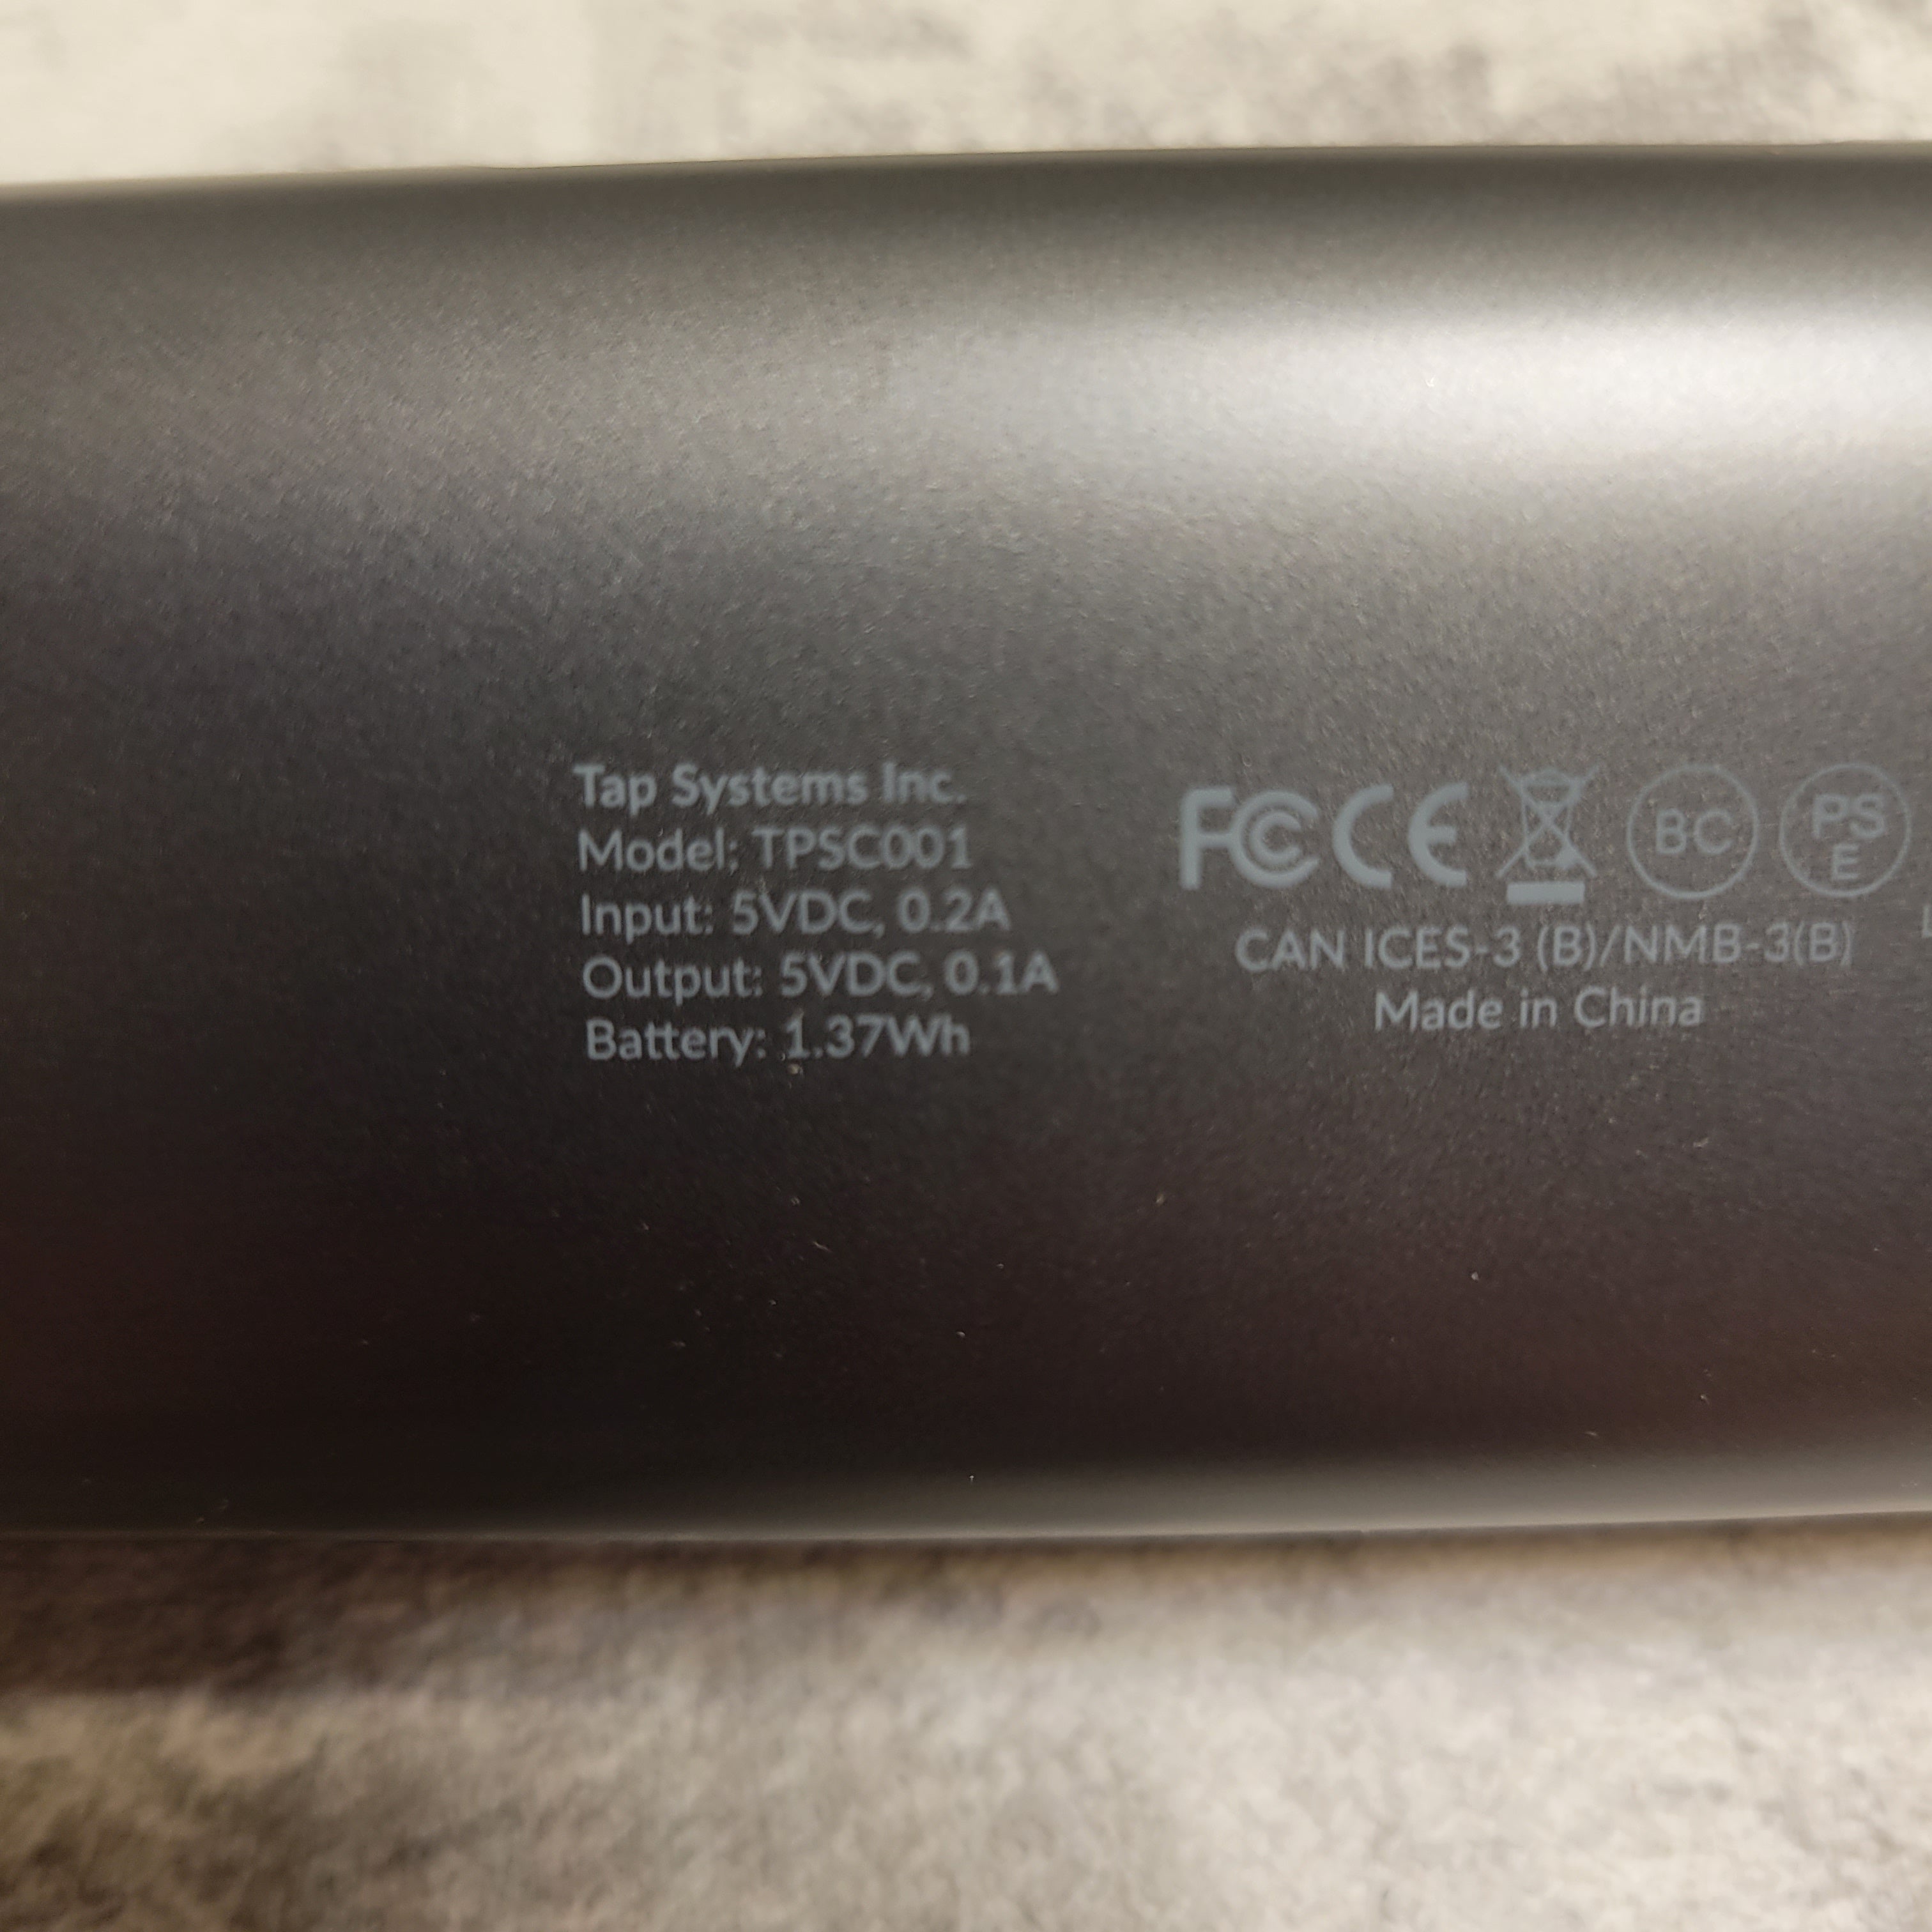 Tap Systems Inc.
Model: TPSC001
Input: 5VDC, 0.2A
Output: 5VDC, 0.1A
Battery: 1.37Wh
FC CE BC PS E
CAN ICES-3 (B)/NMB-3(B)
Made in China